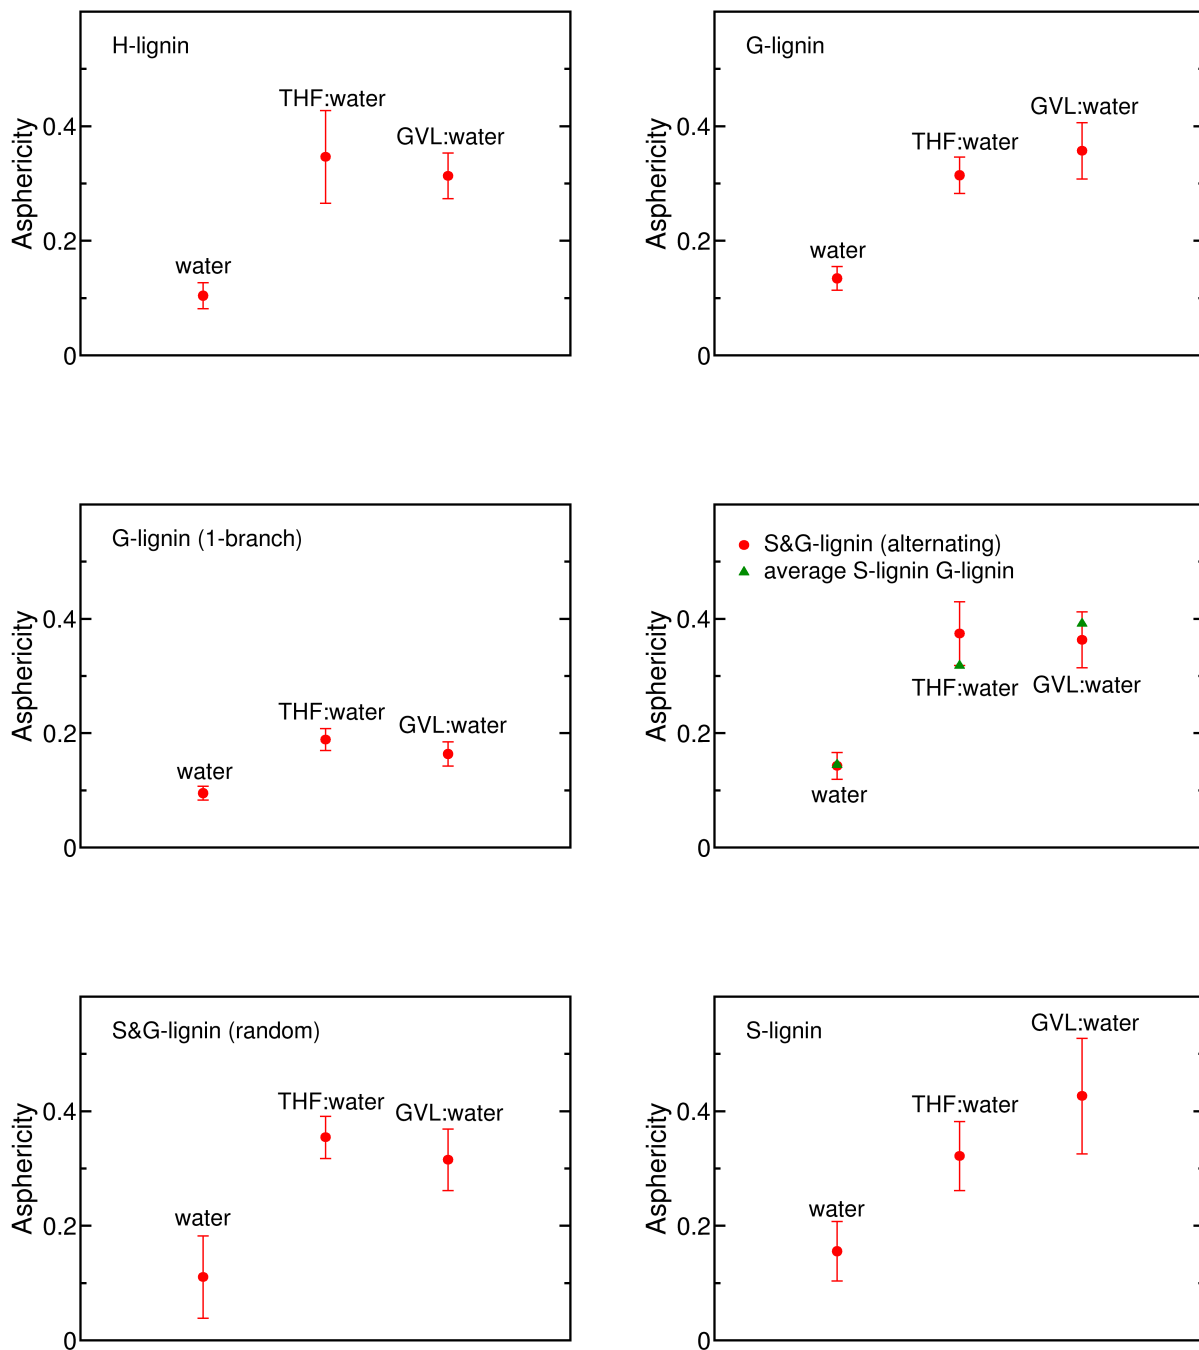 H-lignin
THF:water
GVL:water
water
Asphericity
0.4
0.2
0
G-lignin
GVL:water
THF:water
water
Asphericity
0.4
0.2
0
G-lignin (1-branch)
THF:water
GVL:water
water
Asphericity
0.4
0.2
0
S&G-lignin (alternating)
average S-lignin G-lignin
THF:water
GVL:water
water
Asphericity
0.4
0.2
0
S&G-lignin (random)
THF:water
GVL:water
water
Asphericity
0.4
0.2
0
S-lignin
GVL:water
THF:water
water
Asphericity
0.4
0.2
0